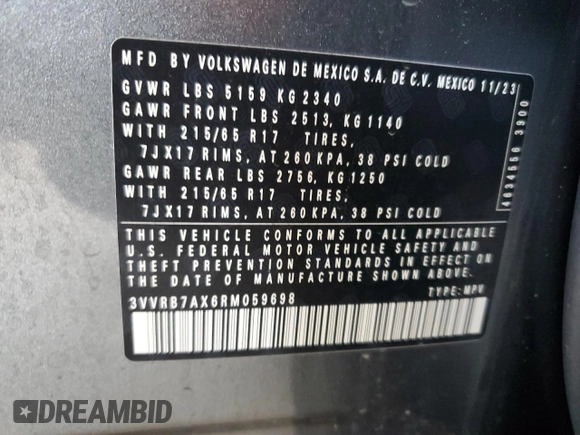 MFD BY VOLKSWAGEN DE MEXICO S.A. DE C.V. MEXICO 11/23
GVWR LBS 5159 KG 2340
GAWR FRONT LBS 2513, KG 1140
WITH 215/65 R17 TIRES,
7JX17 RIMS, AT 260 KPA, 38 PSI COLD
GAWR REAR LBS 2756, KG 1250
WITH 215/65 R17 TIRES,
7JX17 RIMS, AT 260 KPA, 38 PSI COLD
THIS VEHICLE CONFORMS TO ALL APPLICABLE
U.S. FEDERAL MOTOR VEHICLE SAFETY AND
THEFT PREVENTION STANDARDS IN EFFECT ON
THE DATE OF MANUFACTURE SHOWN ABOVE.
3VVRB7AX6RM059698 TYPE: MPV
4634556 3900
DREAMBID